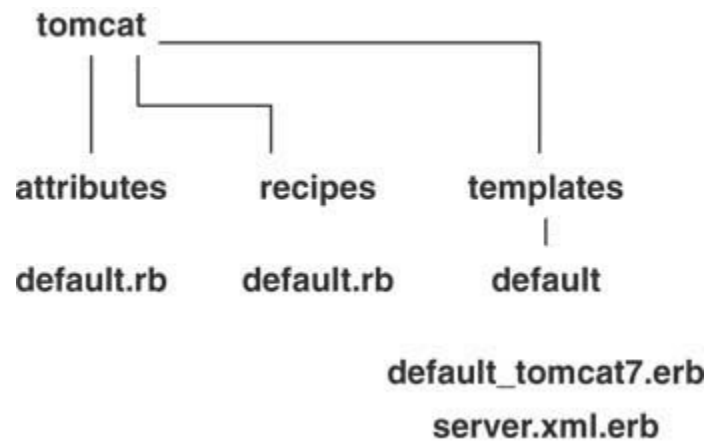 tomcat
attributes recipes templates
default.rb default.rb default
default_tomcat7.erb
server.xml.erb